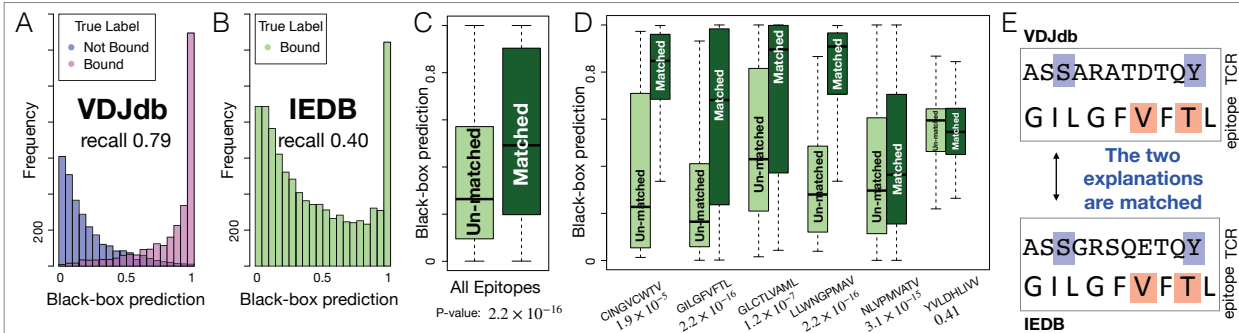 A
True Label
Not Bound
Bound
VDJdb
recall 0.79
Frequency
200
0
0.5
1
Black-box prediction
B
True Label
Bound
IEDB
recall 0.40
Frequency
200
0
0.5
1
Black-box prediction
C
Black-box prediction
0
0.8
Un-matched
Matched
All Epitopes
P-value: 2.2 × 10⁻¹⁶
D
Black-box prediction
0
0.8
Un-matched
Matched
Un-matched
Matched
Un-matched
Matched
Un-matched
Matched
Un-matched
Matched
Un-matched
Matched
CINGVCWTV
1.9 × 10⁻⁵
GILGFVFTL
2.2 × 10⁻¹⁶
GLCTLVAML
1.2 × 10⁻⁷
LLWNGPMAV
2.2 × 10⁻¹⁶
NLVPMVATV
3.1 × 10⁻¹⁵
YVLDHLIVV
0.41
E
VDJdb
ASSARATDTQY
TCR
GILGFVFTL
epitope
The two
explanations
are matched
ASSGRSQETQY
TCR
GILGFVFTL
epitope
IEDB